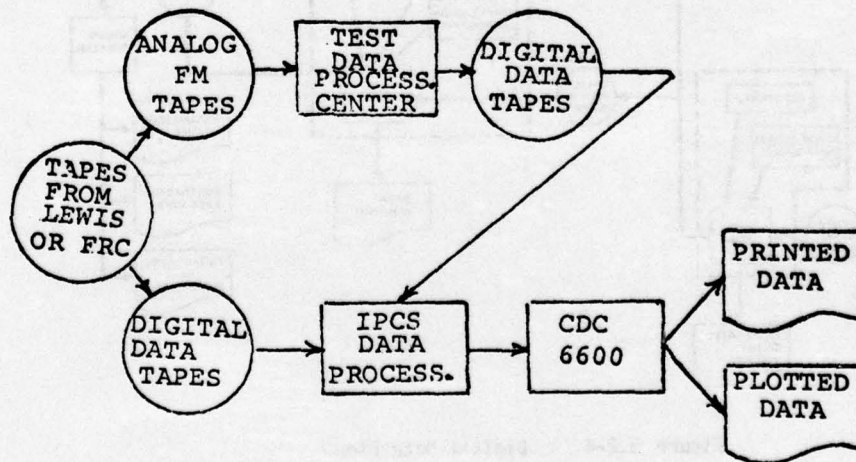 ANALOG
FM
TAPES
TEST
DATA
PROCESS.
CENTER
DIGITAL
DATA
TAPES
TAPES
FROM
LEWIS
OR FRC
DIGITAL
DATA
TAPES
IPCS
DATA
PROCESS.
CDC
6600
PRINTED
DATA
PLOTTED
DATA